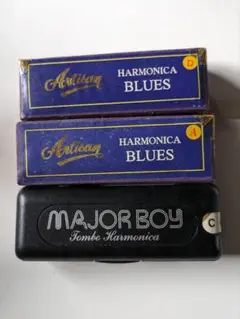 Artisan
HARMONICA
BLUES
D
Artisan
HARMONICA
BLUES
A
MAJOR BOY
Tombo Harmonica
C